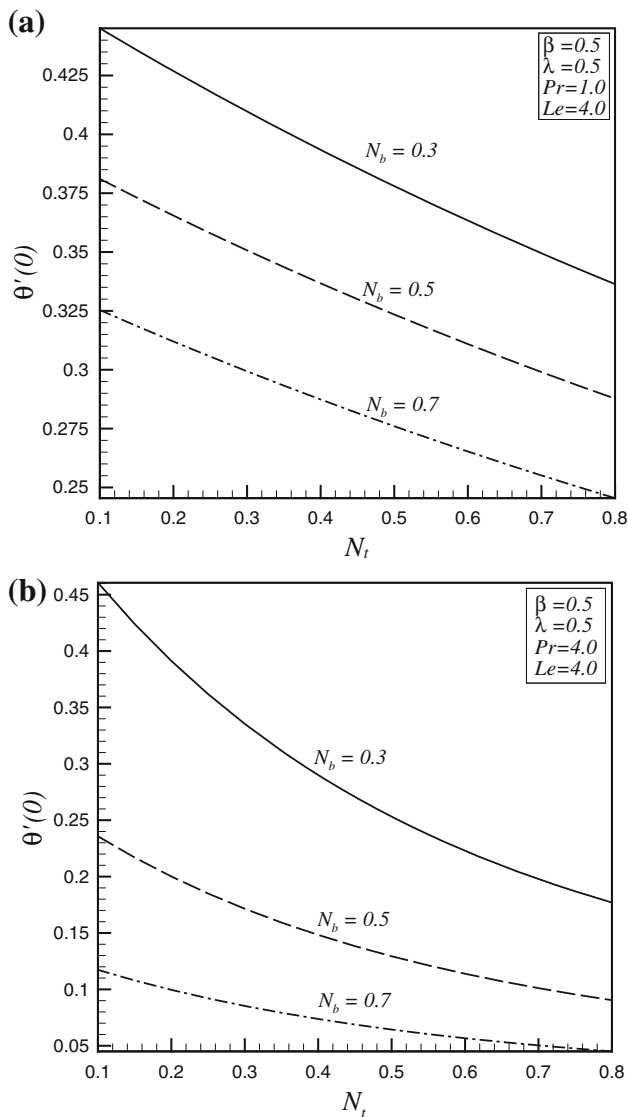 (a)
β =0.5
λ =0.5
Pr=1.0
Le=4.0
0.425
0.4
0.375
0.35
0.325
0.3
0.275
0.25
θ'(0)
N_b = 0.3
N_b = 0.5
N_b = 0.7
0.1 0.2 0.3 0.4 0.5 0.6 0.7 0.8
N_t
(b)
β =0.5
λ =0.5
Pr=4.0
Le=4.0
0.45
0.4
0.35
0.3
0.25
0.2
0.15
0.1
0.05
θ'(0)
N_b = 0.3
N_b = 0.5
N_b = 0.7
0.1 0.2 0.3 0.4 0.5 0.6 0.7 0.8
N_t